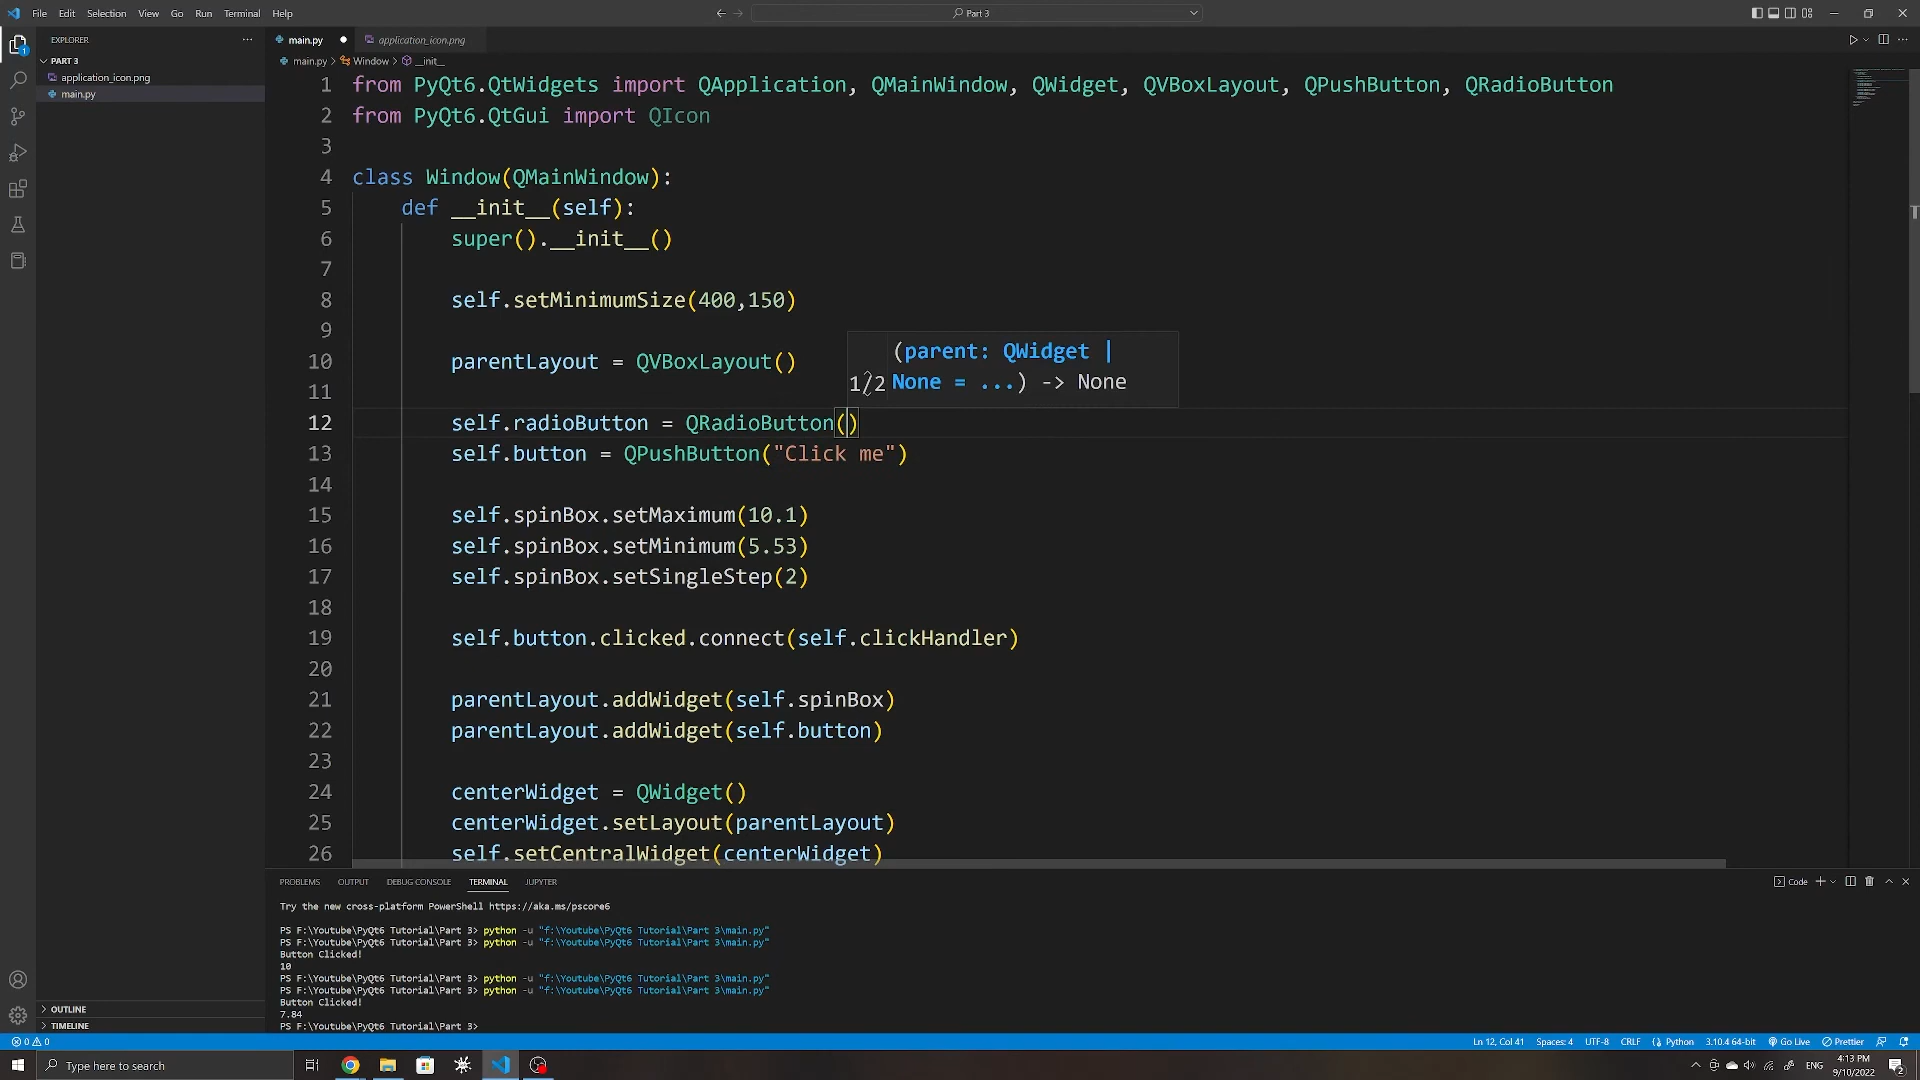 File Edit Selection View Go Run Terminal Help
Part 3
EXPLORER
main.py
application_icon.png
PART 3
application_icon.png
main.py
main.py > Window > __init__
1 from PyQt6.QtWidgets import QApplication, QMainWindow, QWidget, QVBoxLayout, QPushButton, QRadioButton
2 from PyQt6.QtGui import QIcon
3
4 class Window(QMainWindow):
5 def __init__(self):
6 super().__init__()
7
8 self.setMinimumSize(400,150)
9
(parent: QWidget |
10 parentLayout = QVBoxLayout()
1/2 None = ...) -> None
11
12 self.radioButton = QRadioButton()
13 self.button = QPushButton("Click me")
14
15 self.spinBox.setMaximum(10.1)
16 self.spinBox.setMinimum(5.53)
17 self.spinBox.setSingleStep(2)
18
19 self.button.clicked.connect(self.clickHandler)
20
21 parentLayout.addWidget(self.spinBox)
22 parentLayout.addWidget(self.button)
23
24 centerWidget = QWidget()
25 centerWidget.setLayout(parentLayout)
26 self.setCentralWidget(centerWidget)
PROBLEMS OUTPUT DEBUG CONSOLE TERMINAL JUPYTER
Code
Try the new cross-platform PowerShell https://aka.ms/pscore6
PS F:\Youtube\PyQt6 Tutorial\Part 3> python -u "f:\Youtube\PyQt6 Tutorial\Part 3\main.py"
PS F:\Youtube\PyQt6 Tutorial\Part 3> python -u "f:\Youtube\PyQt6 Tutorial\Part 3\main.py"
Button Clicked!
10
PS F:\Youtube\PyQt6 Tutorial\Part 3> python -u "f:\Youtube\PyQt6 Tutorial\Part 3\main.py"
PS F:\Youtube\PyQt6 Tutorial\Part 3> python -u "f:\Youtube\PyQt6 Tutorial\Part 3\main.py"
Button Clicked!
7.84
PS F:\Youtube\PyQt6 Tutorial\Part 3>
OUTLINE
TIMELINE
0 0
Ln 12, Col 41 Spaces: 4 UTF-8 CRLF Python 3.10.4 64-bit Go Live Prettier
Type here to search
ENG
4:13 PM
9/10/2022
2